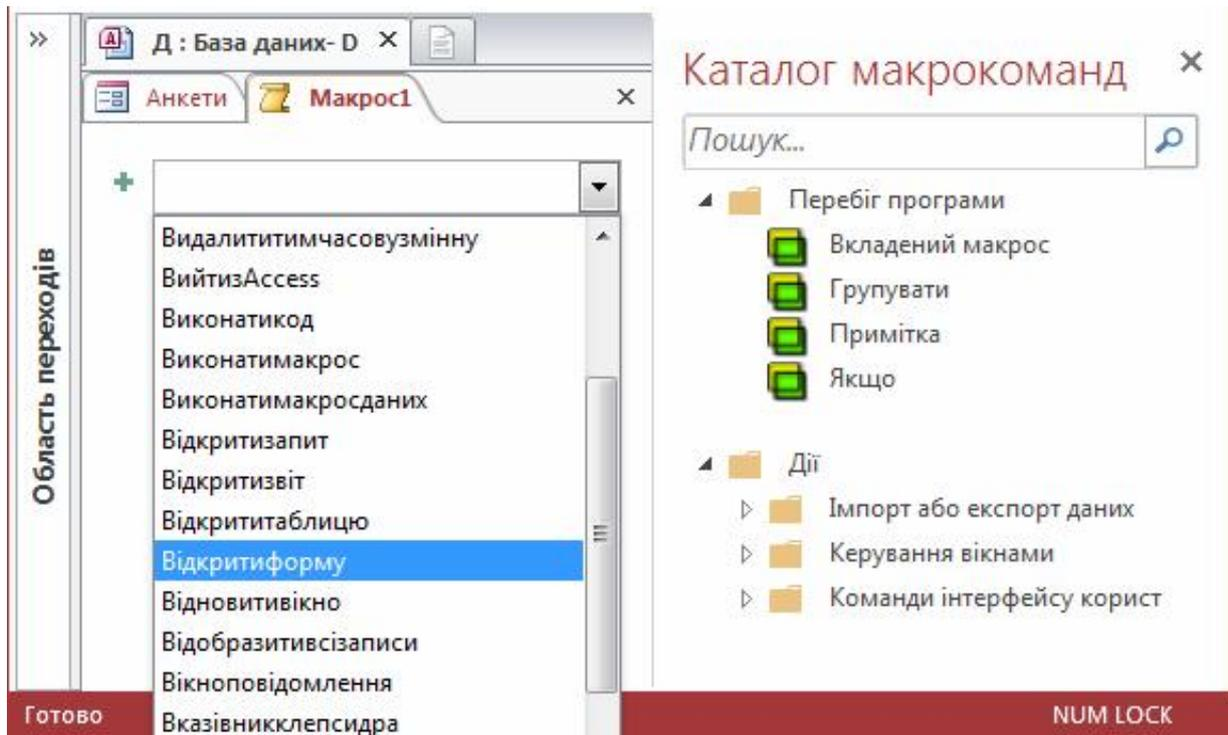 »
Д : База даних- D ×
Анкети
Макрос1 ×
Область переходів
Видалититимчасовузмінну
ВийтизAccess
Виконатикод
Виконатимакрос
Виконатимакросданих
Відкритизапит
Відкритизвіт
Відкрититаблицю
Відкритиформу
Відновитивікно
Відобразитивсізаписи
Вікноповідомлення
Вказівникклепсидра
Каталог макрокоманд ×
Пошук...
Перебіг програми
Вкладений макрос
Групувати
Примітка
Якщо
Дії
Імпорт або експорт даних
Керування вікнами
Команди інтерфейсу корист
Готово
NUM LOCK